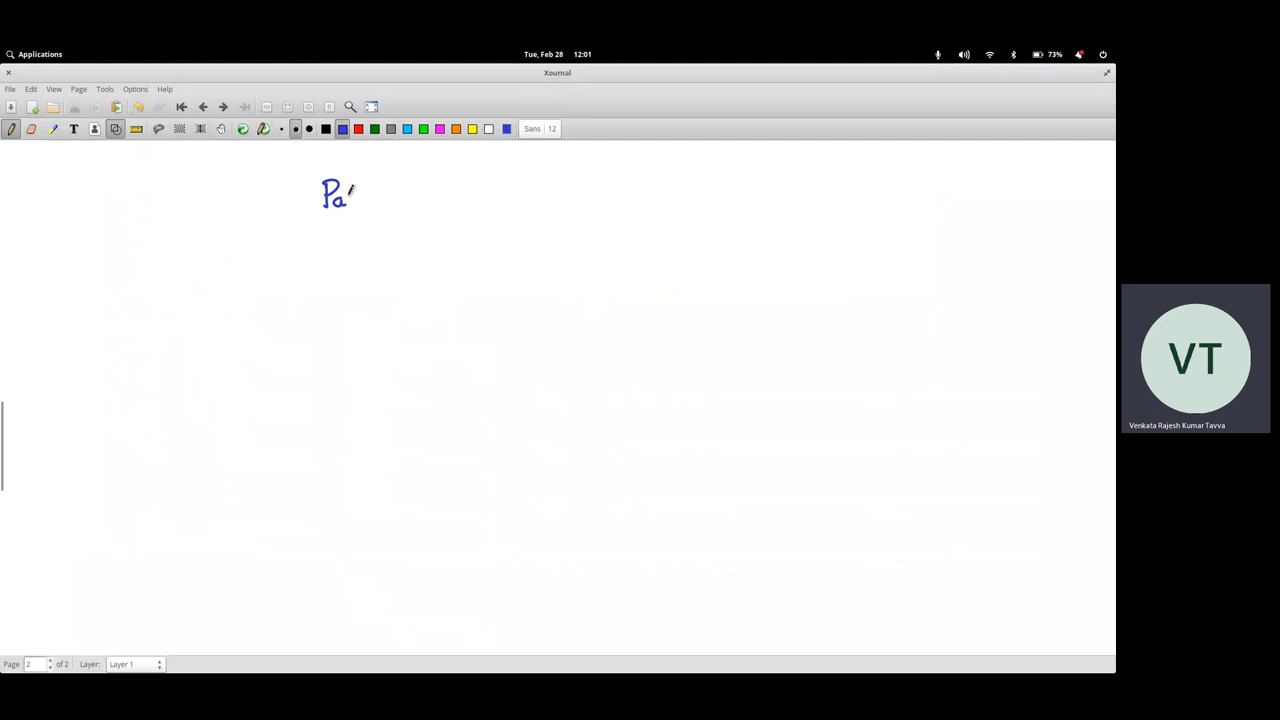 Applications
Tue, Feb 28 12:01
73%
Xournal
File Edit View Page Tools Options Help
Sans 12
Pa
VT
Venkata Rajesh Kumar Tavva
Page 2 of 2 Layer: Layer 1